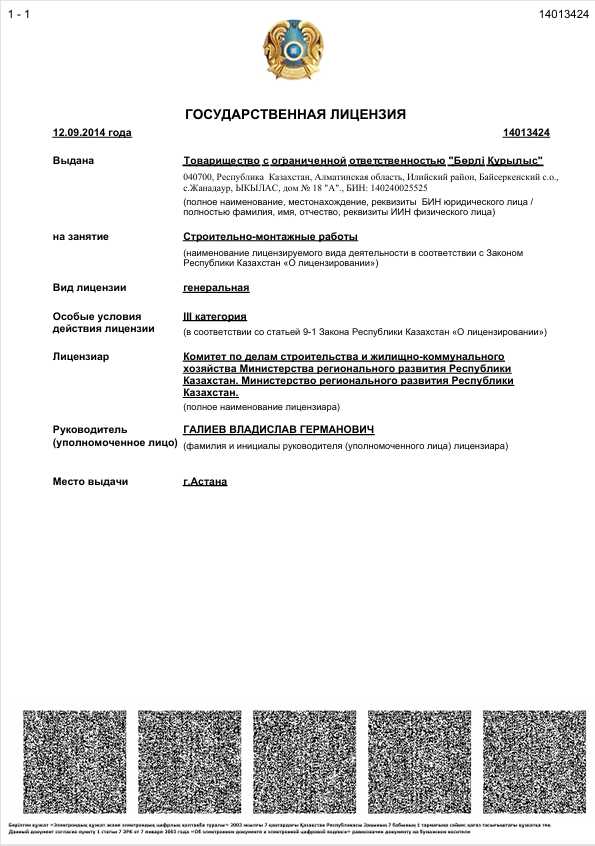 1 - 1
14013424
ГОСУДАРСТВЕННАЯ ЛИЦЕНЗИЯ
12.09.2014 года
14013424
Выдана
Товарищество с ограниченной ответственностью "Бөрлі Құрылыс"
040700, Республика Казахстан, Алматинская область, Илийский район, Байсеркенский с.о.,
с.Жанадаур, ЫКЫЛАС, дом № 18 "А"., БИН: 140240025525
(полное наименование, местонахождение, реквизиты БИН юридического лица /
полностью фамилия, имя, отчество, реквизиты ИИН физического лица)
на занятие
Строительно-монтажные работы
(наименование лицензируемого вида деятельности в соответствии с Законом
Республики Казахстан «О лицензировании»)
Вид лицензии
генеральная
Особые условия
действия лицензии
III категория
(в соответствии со статьей 9-1 Закона Республики Казахстан «О лицензировании»)
Лицензиар
Комитет по делам строительства и жилищно-коммунального
хозяйства Министерства регионального развития Республики
Казахстан. Министерство регионального развития Республики
Казахстан.
(полное наименование лицензиара)
Руководитель
(уполномоченное лицо)
ГАЛИЕВ ВЛАДИСЛАВ ГЕРМАНОВИЧ
(фамилия и инициалы руководителя (уполномоченного лица) лицензиара)
Место выдачи
г.Астана
Берілген құжат «Электрондық құжат және электрондық цифрлық қолтаңба туралы» 2003 жылғы 7 қаңтардағы Қазақстан Республикасы Заңының 7 бабының 1 тармағына сәйкес қағаз тасығыштағы құжатқа тең
Данный документ согласно пункту 1 статьи 7 ЗРК от 7 января 2003 года «Об электронном документе и электронной цифровой подписи» равнозначен документу на бумажном носителе